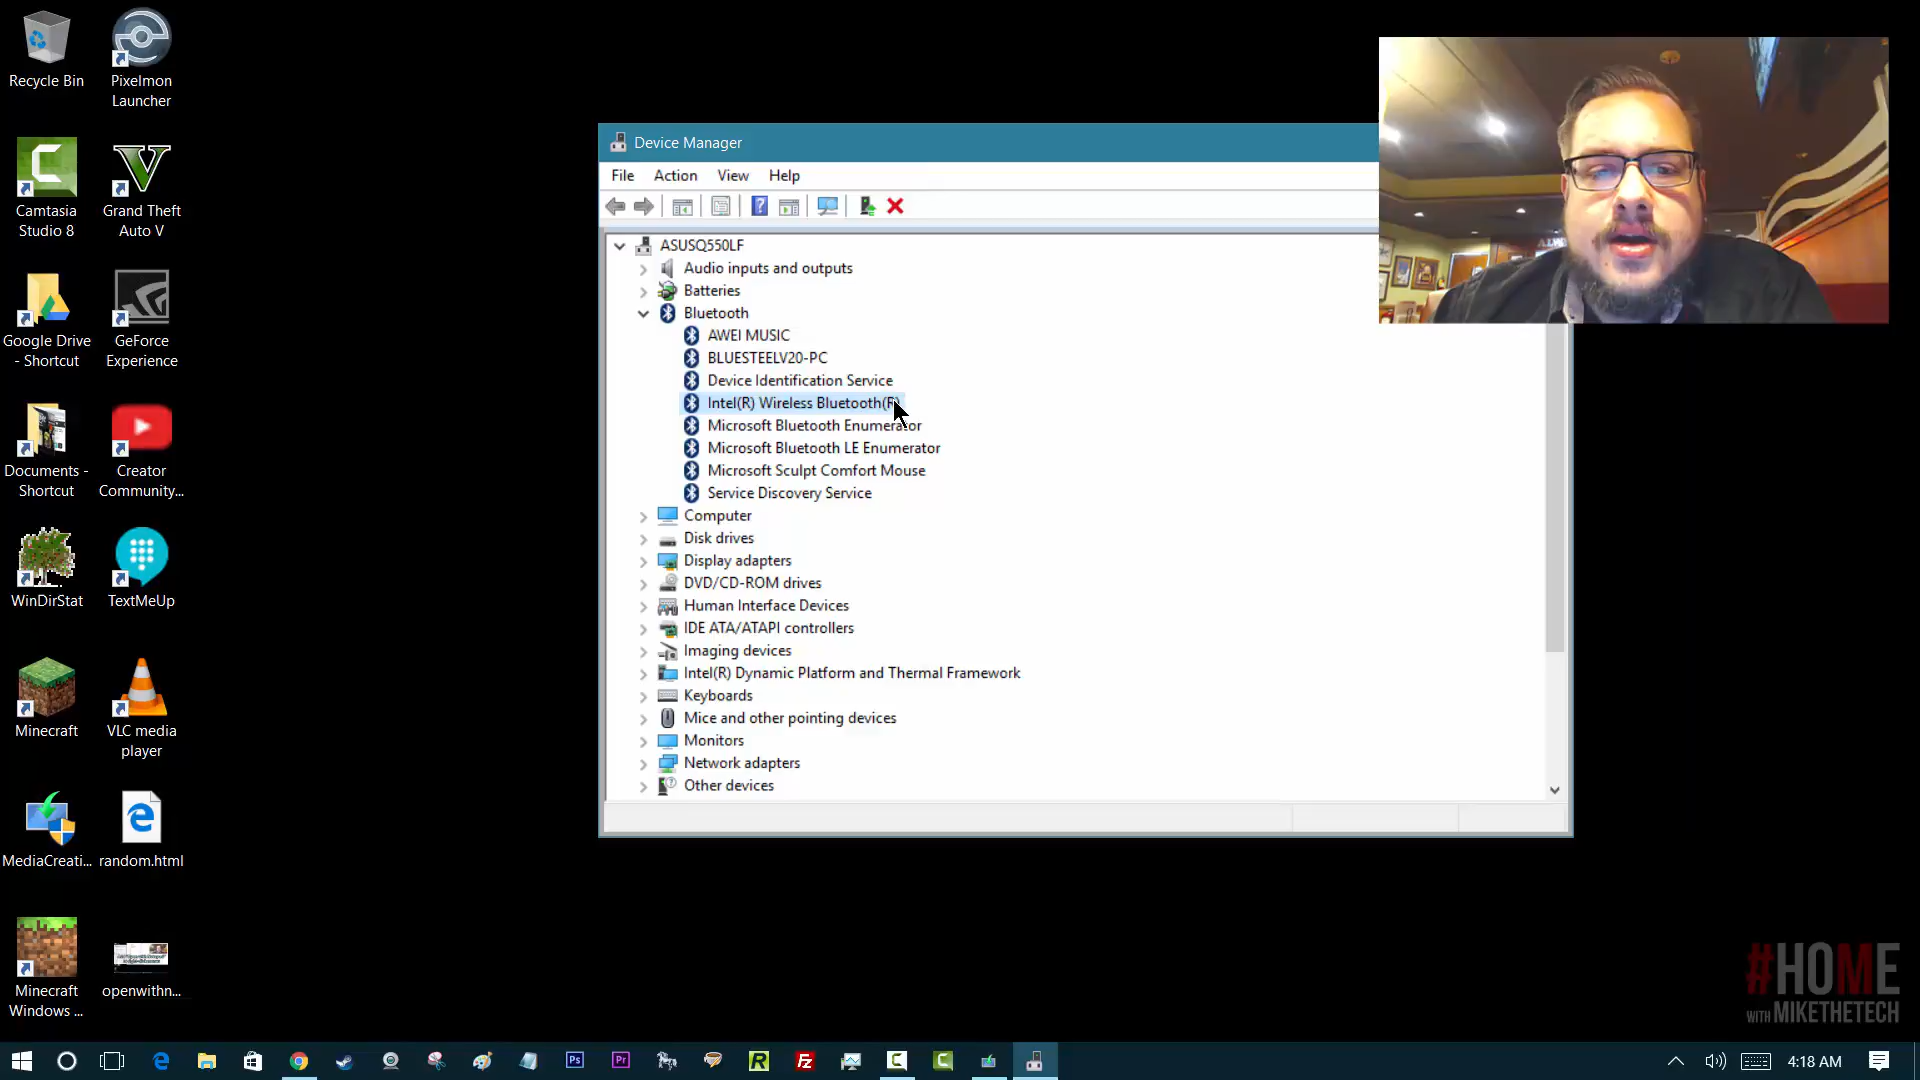 Recycle Bin
Pixelmon
Launcher
Camtasia
Studio 8
Grand Theft
Auto V
Google Drive
- Shortcut
GeForce
Experience
Documents -
Shortcut
Creator
Community...
WinDirStat
TextMeUp
Minecraft
VLC media
player
MediaCreati...
random.html
Minecraft
Windows ...
openwithn...
Device Manager
File Action View Help
ASUSQ550LF
Audio inputs and outputs
Batteries
Bluetooth
AWEI MUSIC
BLUESTEELV20-PC
Device Identification Service
Intel(R) Wireless Bluetooth(R)
Microsoft Bluetooth Enumerator
Microsoft Bluetooth LE Enumerator
Microsoft Sculpt Comfort Mouse
Service Discovery Service
Computer
Disk drives
Display adapters
DVD/CD-ROM drives
Human Interface Devices
IDE ATA/ATAPI controllers
Imaging devices
Intel(R) Dynamic Platform and Thermal Framework
Keyboards
Mice and other pointing devices
Monitors
Network adapters
Other devices
#HOME
WITH MIKETHETECH
4:18 AM